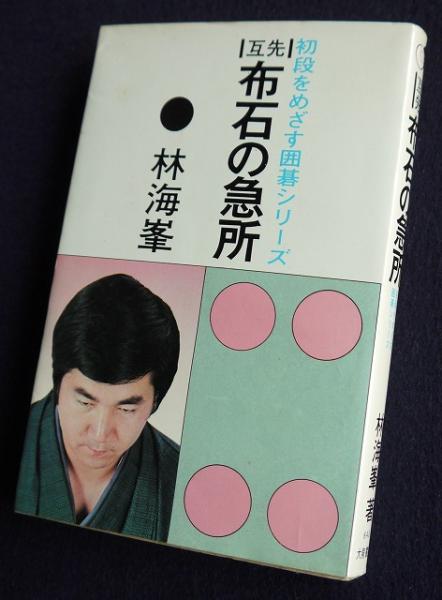 初段をめざす囲碁シリーズ
互先
布石の急所
林海峯
布石の急所
林海峯 著